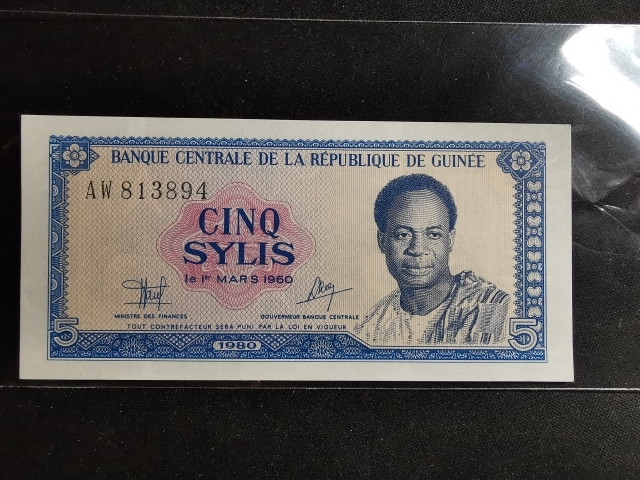 BANQUE CENTRALE DE LA RÉPUBLIQUE DE GUINÉE
AW 813894
CINQ
SYLIS
le 1er MARS 1960
MINISTRE DES FINANCES GOUVERNEUR BANQUE CENTRALE
TOUT CONTREFACTEUR SERA PUNI PAR LA LOI EN VIGUEUR
5 1980 5